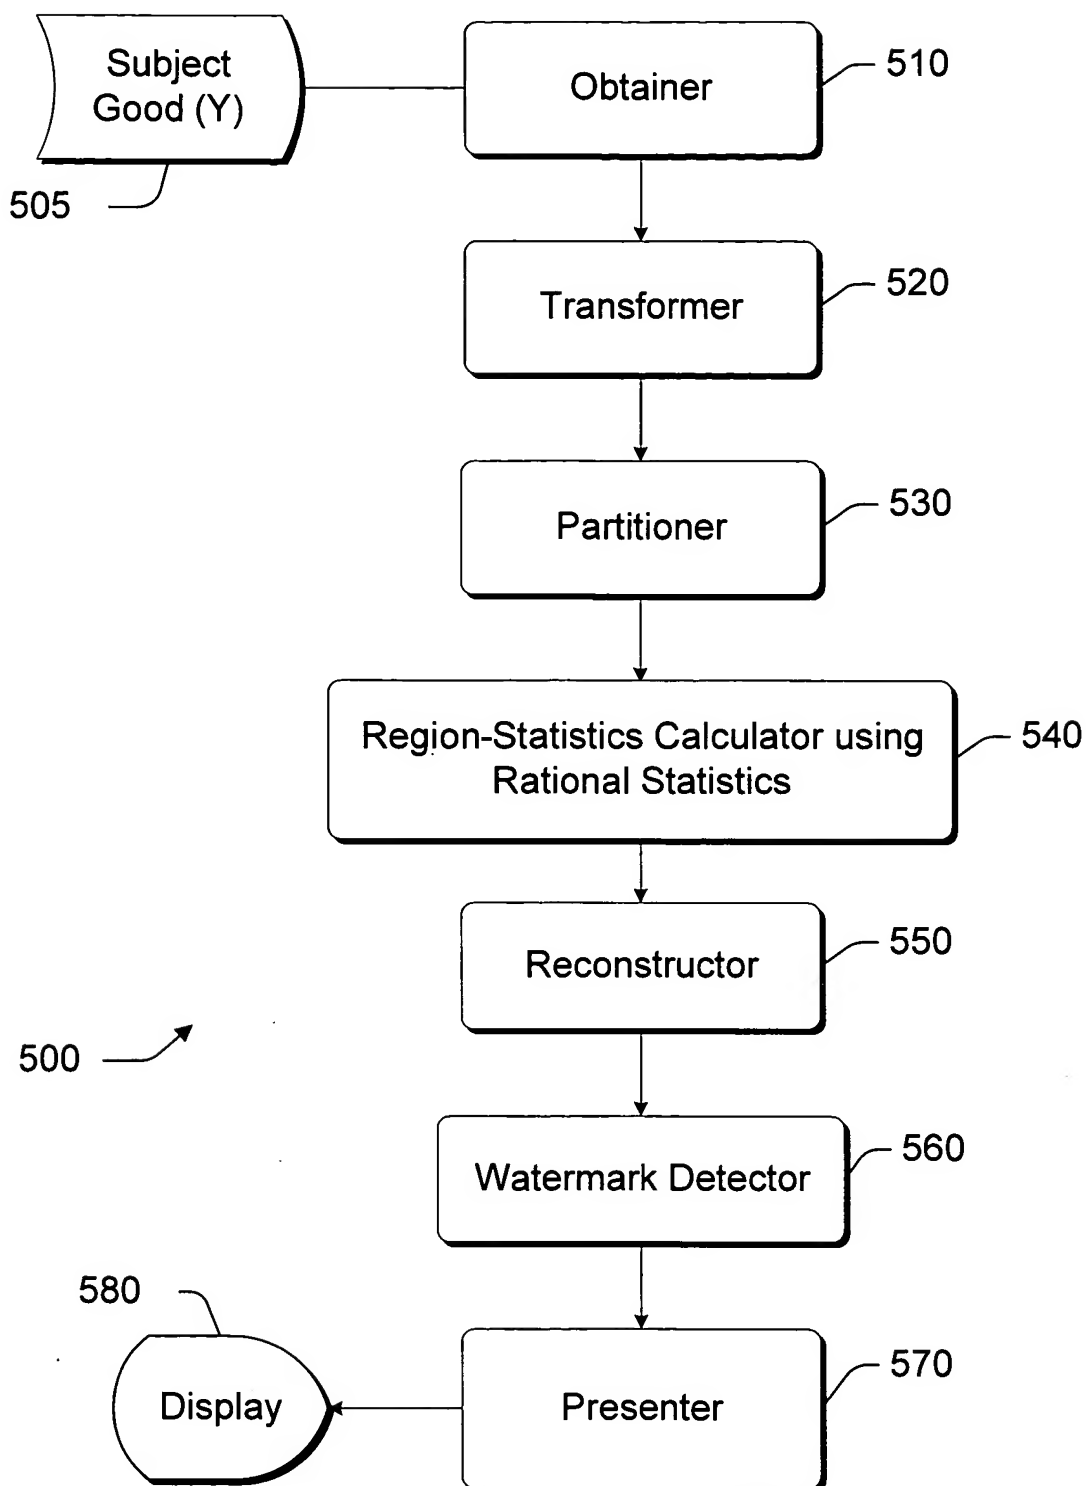 Subject
Good (Y)
505
Obtainer
510
Transformer
520
Partitioner
530
Region-Statistics Calculator using
Rational Statistics
540
Reconstructor
550
500
Watermark Detector
560
580
Display
Presenter
570